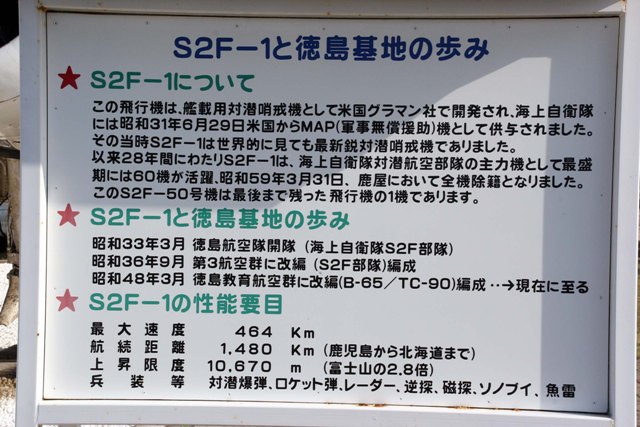 S2F-1と徳島基地の歩み
★ S2F-1について
この飛行機は、艦載用対潜哨戒機として米国グラマン社で開発され、海上自衛隊
には昭和31年6月29日米国からMAP(軍事無償援助)機として供与されました。
その当時S2F-1は世界的に見ても最新鋭対潜哨戒機でありました。
以来28年間にわたりS2F-1は、海上自衛隊対潜航空部隊の主力機として最盛
期には60機が活躍、昭和59年3月31日、鹿屋において全機除籍となりました。
このS2F-50号機は最後まで残った飛行機の1機であります。
★ S2F-1と徳島基地の歩み
昭和33年3月 徳島航空隊開隊 (海上自衛隊S2F部隊)
昭和36年9月 第3航空群に改編 (S2F部隊)編成
昭和48年3月 徳島教育航空群に改編(B-65/TC-90)編成 ‥→現在に至る
★ S2F-1の性能要目
最大速度 464 Km
航続距離 1.480 Km (鹿児島から北海道まで)
上昇限度 10.670 m (富士山の2.8倍)
兵装等 対潜爆弾、ロケット弾、レーダー、逆探、磁探、ソノブイ、魚雷